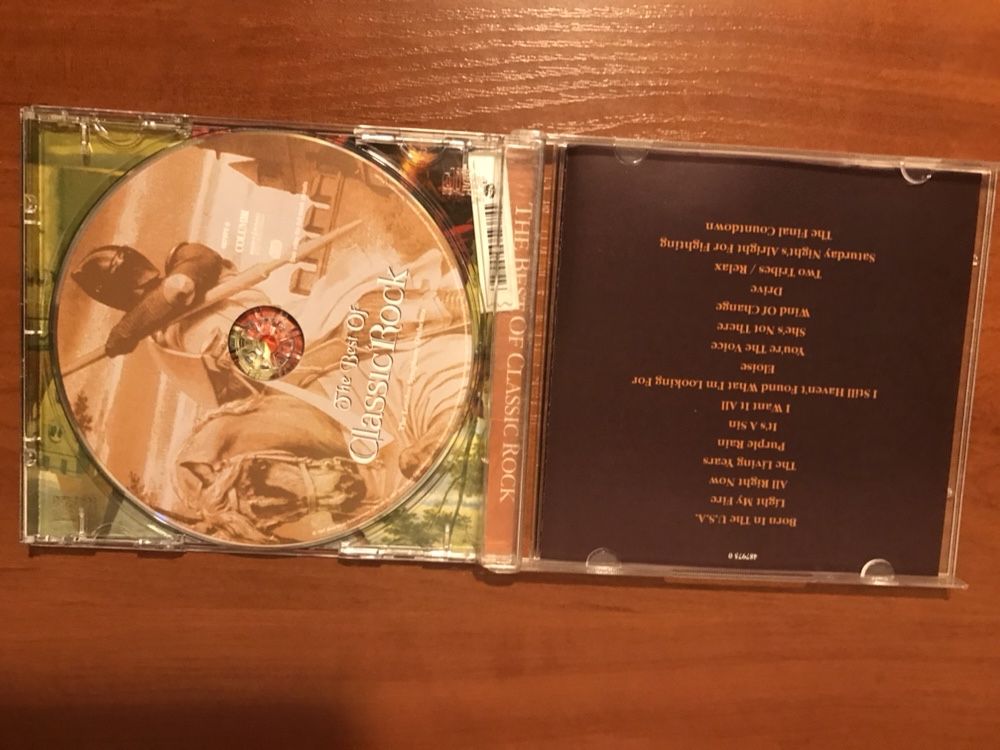 The Best Of
Classic Rock
COLUMBIA
THE BEST OF CLASSIC ROCK
487975 0
Born In The U.S.A.
Light My Fire
All Right Now
The Living Years
Purple Rain
It's A Sin
I Want It All
I Still Haven't Found What I'm Looking For
Eloise
You're The Voice
She's Not There
Wind Of Change
Drive
Two Tribes / Relax
Saturday Night's Alright For Fighting
The Final Countdown